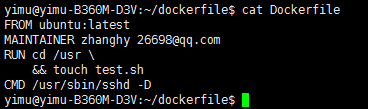 yimu@yimu-B360M-D3V:~/dockerfile$ cat Dockerfile
FROM ubuntu:latest
MAINTAINER zhanghy 26698@qq.com
RUN cd /usr \
    && touch test.sh
CMD /usr/sbin/sshd -D
yimu@yimu-B360M-D3V:~/dockerfile$